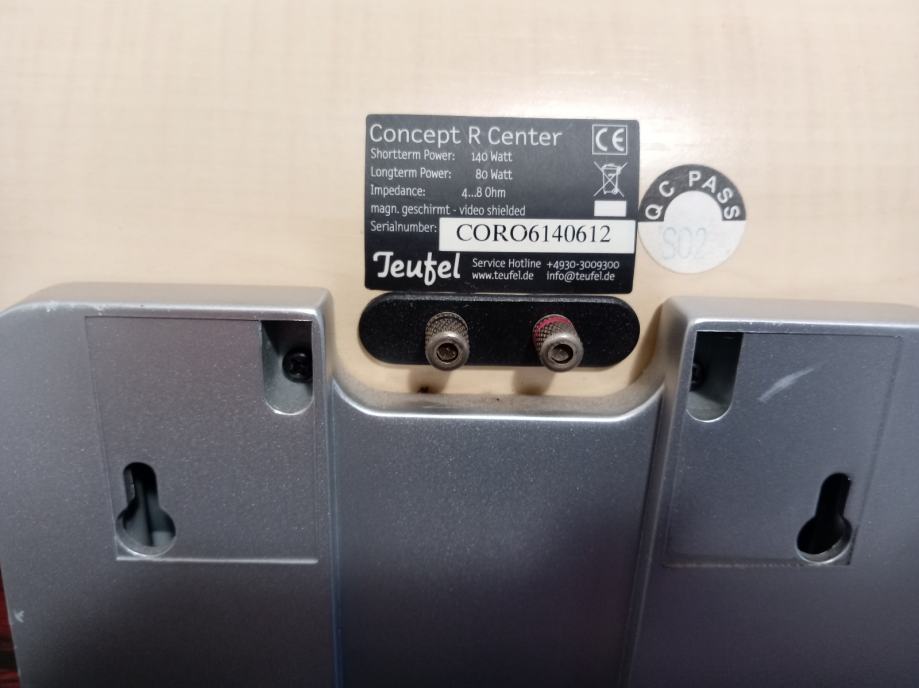 Concept R Center
CE
Shortterm Power: 140 Watt
Longterm Power: 80 Watt
Impedance: 4...8 Ohm
magn. geschirmt - video shielded
Serialnumber: CORO6140612
Teufel
Service Hotline +4930-3009300
www.teufel.de info@teufel.de
QC PASS
S02